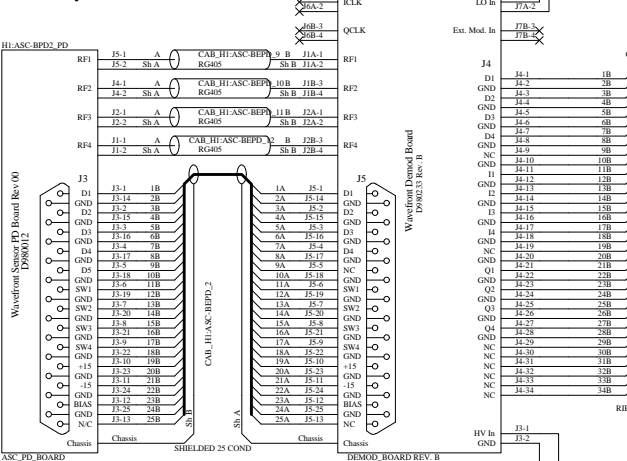 ICLK
J6A-2
LO In
J7A-2
J6B-3
J6B-4
QCLK
Ext. Mod. In
J7B-3
J7B-4
H1:ASC-BPD2_PD
RF1 J5-1 A CAB_H1:ASC-BEPD_9 B J1A-1 RF1
J5-2 Sh A RG405 Sh B J1A-2
RF2 J4-1 A CAB_H1:ASC-BEPD_10 B J1B-3 RF2
J4-2 Sh A RG405 Sh B J1B-4
RF3 J2-1 A CAB_H1:ASC-BEPD_11 B J2A-1 RF3
J2-2 Sh A RG405 Sh B J2A-2
RF4 J1-1 A CAB_H1:ASC-BEPD_12 B J2B-3 RF4
J1-2 Sh A RG405 Sh B J2B-4
Wavefront Sensor PD Board Rev 00
D980012
J3
D1 J3-1 1B
GND J3-14 2B
D2 J3-2 3B
GND J3-15 4B
D3 J3-3 5B
GND J3-16 6B
D4 J3-4 7B
GND J3-17 8B
D5 J3-5 9B
GND J3-18 10B
SW1 J3-6 11B
GND J3-19 12B
SW2 J3-7 13B
GND J3-20 14B
SW3 J3-8 15B
GND J3-21 16B
SW4 J3-9 17B
GND J3-22 18B
+15 J3-10 19B
GND J3-23 20B
-15 J3-11 21B
GND J3-24 22B
BIAS J3-12 23B
GND J3-25 24B
N/C J3-13 25B
Chassis Chassis
Sh B
ASC_PD_BOARD
CAB_H1:ASC-BEPD_2
SHIELDED 25 COND
Sh A
J5
1A J5-1 D1
2A J5-14 GND
3A J5-2 D2
4A J5-15 GND
5A J5-3 D3
6A J5-16 GND
7A J5-4 D4
8A J5-17 GND
9A J5-5 NC
10A J5-18 GND
11A J5-6 SW1
12A J5-19 GND
13A J5-7 SW2
14A J5-20 GND
15A J5-8 SW3
16A J5-21 GND
17A J5-9 SW4
18A J5-22 GND
19A J5-10 +15
20A J5-23 GND
21A J5-11 -15
22A J5-24 GND
23A J5-12 BIAS
24A J5-25 GND
25A J5-13 NC
Chassis Chassis
DEMOD_BOARD REV. B
Wavefront Demod Board
D980233 Rev. B
J4
D1 J4-1 1B
GND J4-2 2B
D2 J4-3 3B
GND J4-4 4B
D3 J4-5 5B
GND J4-6 6B
D4 J4-7 7B
GND J4-8 8B
NC J4-9 9B
GND J4-10 10B
I1 J4-11 11B
GND J4-12 12B
I2 J4-13 13B
GND J4-14 14B
I3 J4-15 15B
GND J4-16 16B
I4 J4-17 17B
GND J4-18 18B
NC J4-19 19B
GND J4-20 20B
Q1 J4-21 21B
GND J4-22 22B
Q2 J4-23 23B
GND J4-24 24B
Q3 J4-25 25B
GND J4-26 26B
Q4 J4-27 27B
GND J4-28 28B
NC J4-29 29B
NC J4-30 30B
NC J4-31 31B
NC J4-32 32B
NC J4-33 33B
NC J4-34 34B
HV In J3-1
GND J3-2